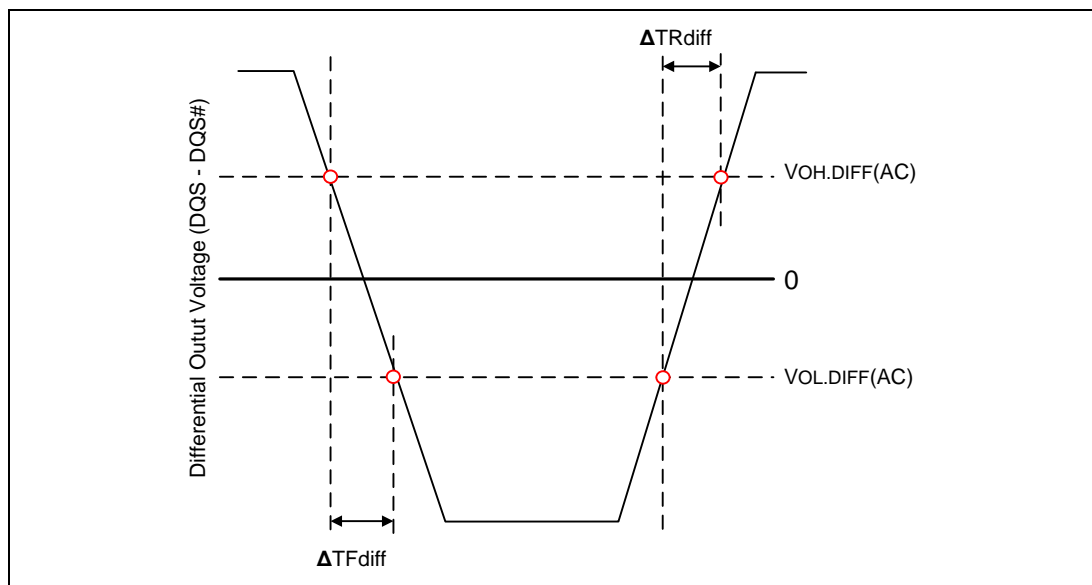 ΔTRdiff
VOH.DIFF(AC)
Differential Outut Voltage (DQS - DQS#)
0
VOL.DIFF(AC)
ΔTFdiff